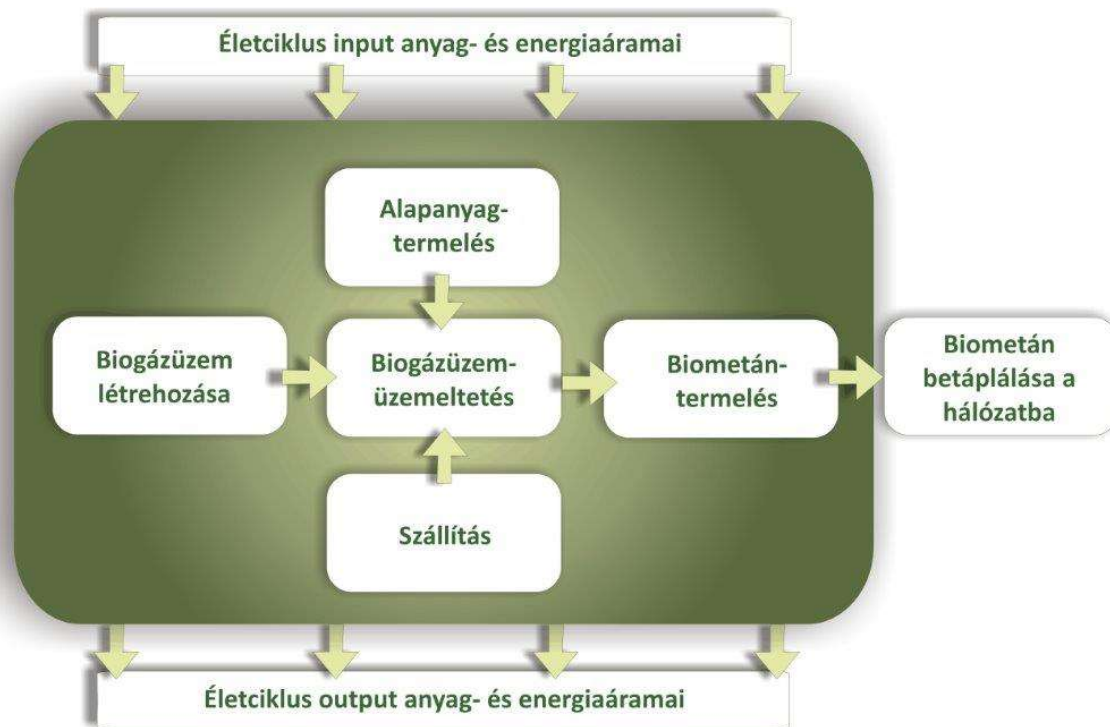 Életciklus input anyag- és energiaáramai
Alapanyag-
termelés
Biogázüzem
létrehozása
Biogázüzem-
üzemeltetés
Biometán-
termelés
Biometán
betáplálása a
hálózatba
Szállítás
Életciklus output anyag- és energiaáramai